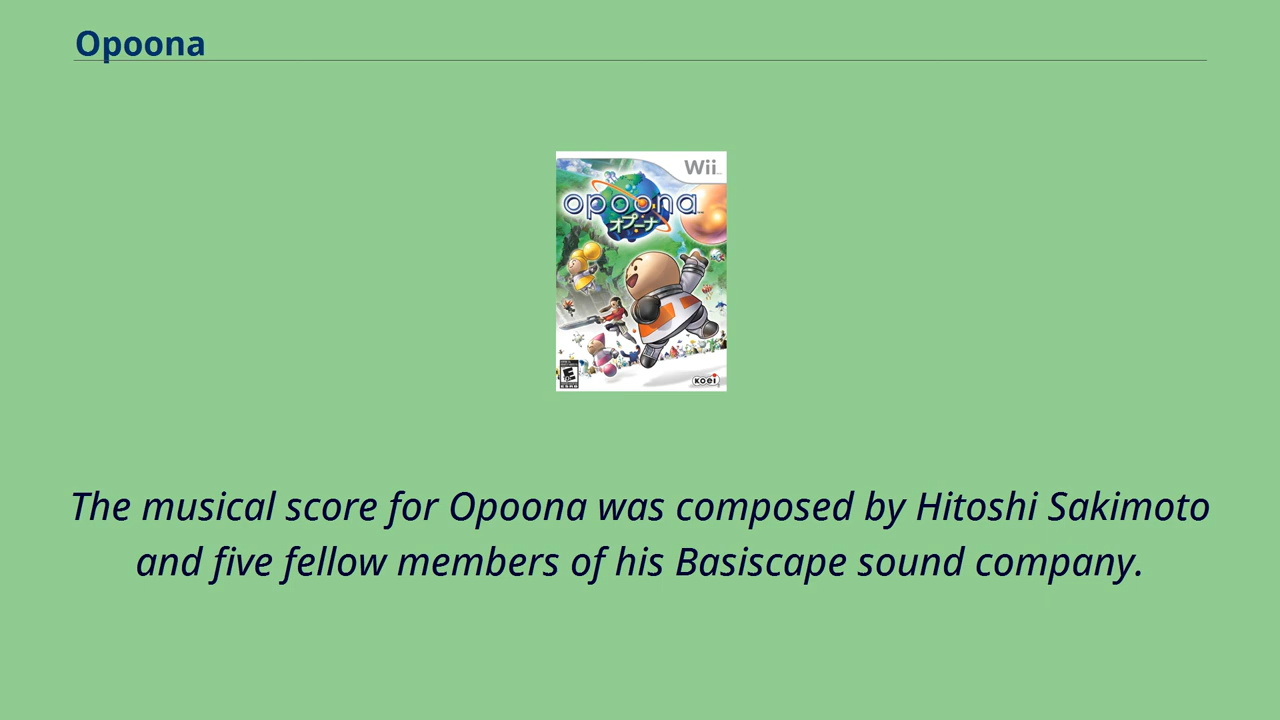 Opoona
Wii
opoona
オプーナ
E
KOEI
The musical score for Opoona was composed by Hitoshi Sakimoto
and five fellow members of his Basiscape sound company.